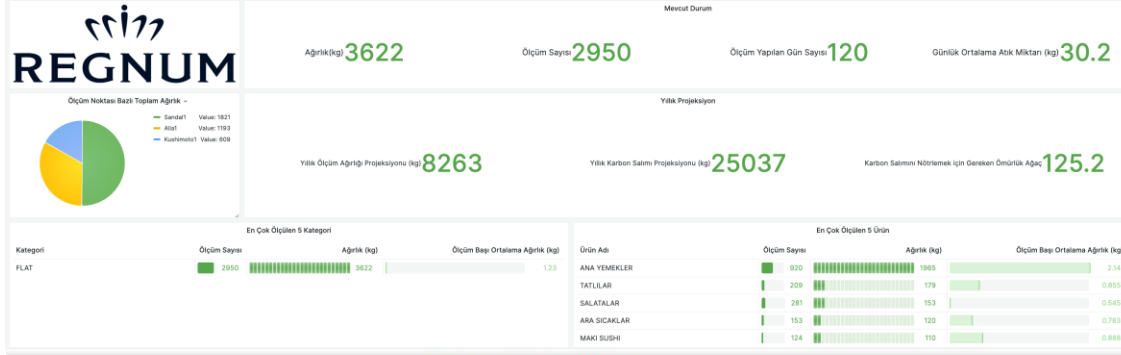 REGNUM
Mevcut Durum
Ağırlık(kg) 3622
Ölçüm Sayısı 2950
Ölçüm Yapılan Gün Sayısı 120
Günlük Ortalama Atık Miktarı (kg) 30.2
Ölçüm Noktası Bazlı Toplam Ağırlık
Sandal1 Value: 1821
Alla1 Value: 1193
Kushimoto1 Value: 609
Yıllık Projeksiyon
Yıllık Ölçüm Ağırlığı Projeksiyonu (kg) 8263
Yıllık Karbon Salımı Projeksiyonu (kg) 25037
Karbon Salımını Nötrlemek için Gereken Ömürlük Ağaç 125.2
En Çok Ölçülen 5 Kategori
Kategori Ölçüm Sayısı Ağırlık (kg) Ölçüm Başı Ortalama Ağırlık (kg)
FLAT 2950 3622 1.23
En Çok Ölçülen 5 Ürün
Ürün Adı Ölçüm Sayısı Ağırlık (kg) Ölçüm Başı Ortalama Ağırlık (kg)
ANA YEMEKLER 920 1965 2.14
TATLILAR 209 179 0.855
SALATALAR 281 153 0.545
ARA SICAKLAR 153 120 0.783
MAKI SUSHI 124 110 0.888